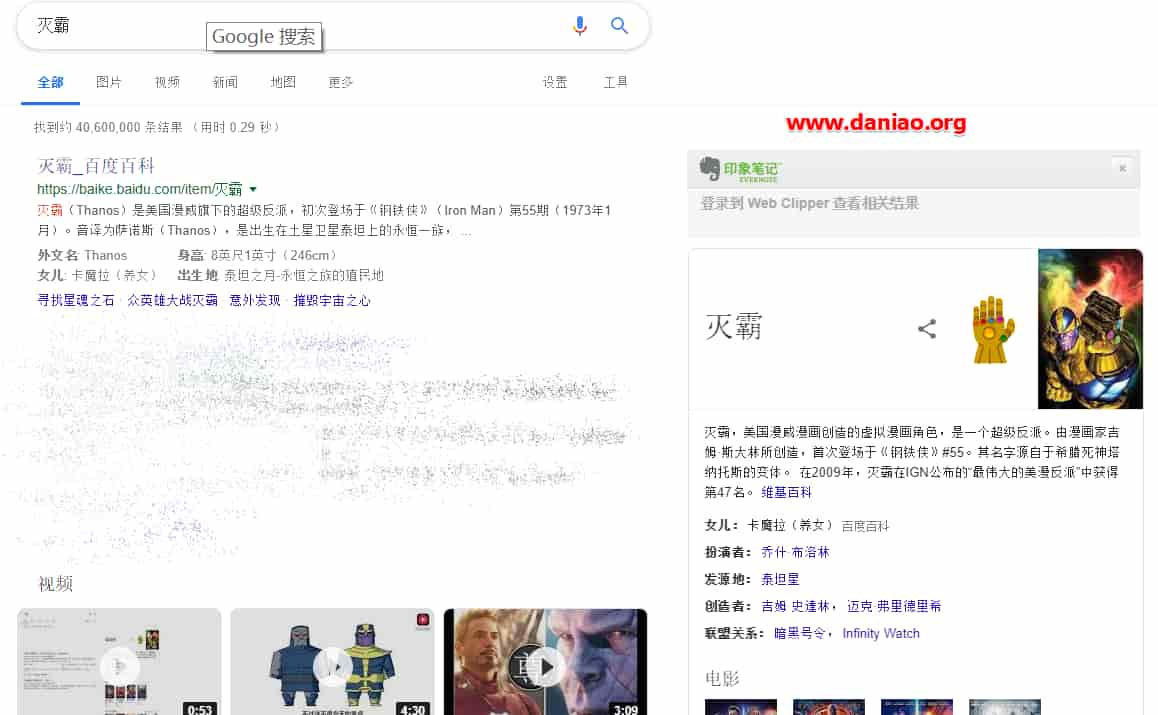 灭霸
Google 搜索
全部 图片 视频 新闻 地图 更多 设置 工具
找到约 40,600,000 条结果 （用时 0.29 秒）
灭霸_百度百科
https://baike.baidu.com/item/灭霸
灭霸（Thanos）是美国漫威旗下的超级反派，初次登场于《钢铁侠》（Iron Man）第55期（1973年1
月）。音译为萨诺斯（Thanos），是出生在土星卫星泰坦上的永恒一族， ...
外文名: Thanos 身高: 8英尺1英寸（246cm）
女儿: 卡魔拉（养女） 出生地: 泰坦之月-永恒之族的殖民地
寻找星魂之石 · 众英雄大战灭霸 · 意外发现 · 摧毁宇宙之心
视频
0:53
4:30
3:09
www.daniao.org
印象笔记
EVERNOTE
登录到 Web Clipper 查看相关结果
灭霸
灭霸，美国漫威漫画创造的虚拟漫画角色，是一个超级反派。由漫画家吉
姆·斯大林所创造，首次登场于《钢铁侠》#55。其名字源自于希腊死神塔
纳托斯的变体。 在2009年，灭霸在IGN公布的“最伟大的美漫反派”中获得
第47名。 维基百科
女儿： 卡魔拉（养女） 百度百科
扮演者： 乔什·布洛林
发源地： 泰坦星
创造者： 吉姆·史達林， 迈克·弗里德里希
联盟关系： 暗黑号令， Infinity Watch
电影